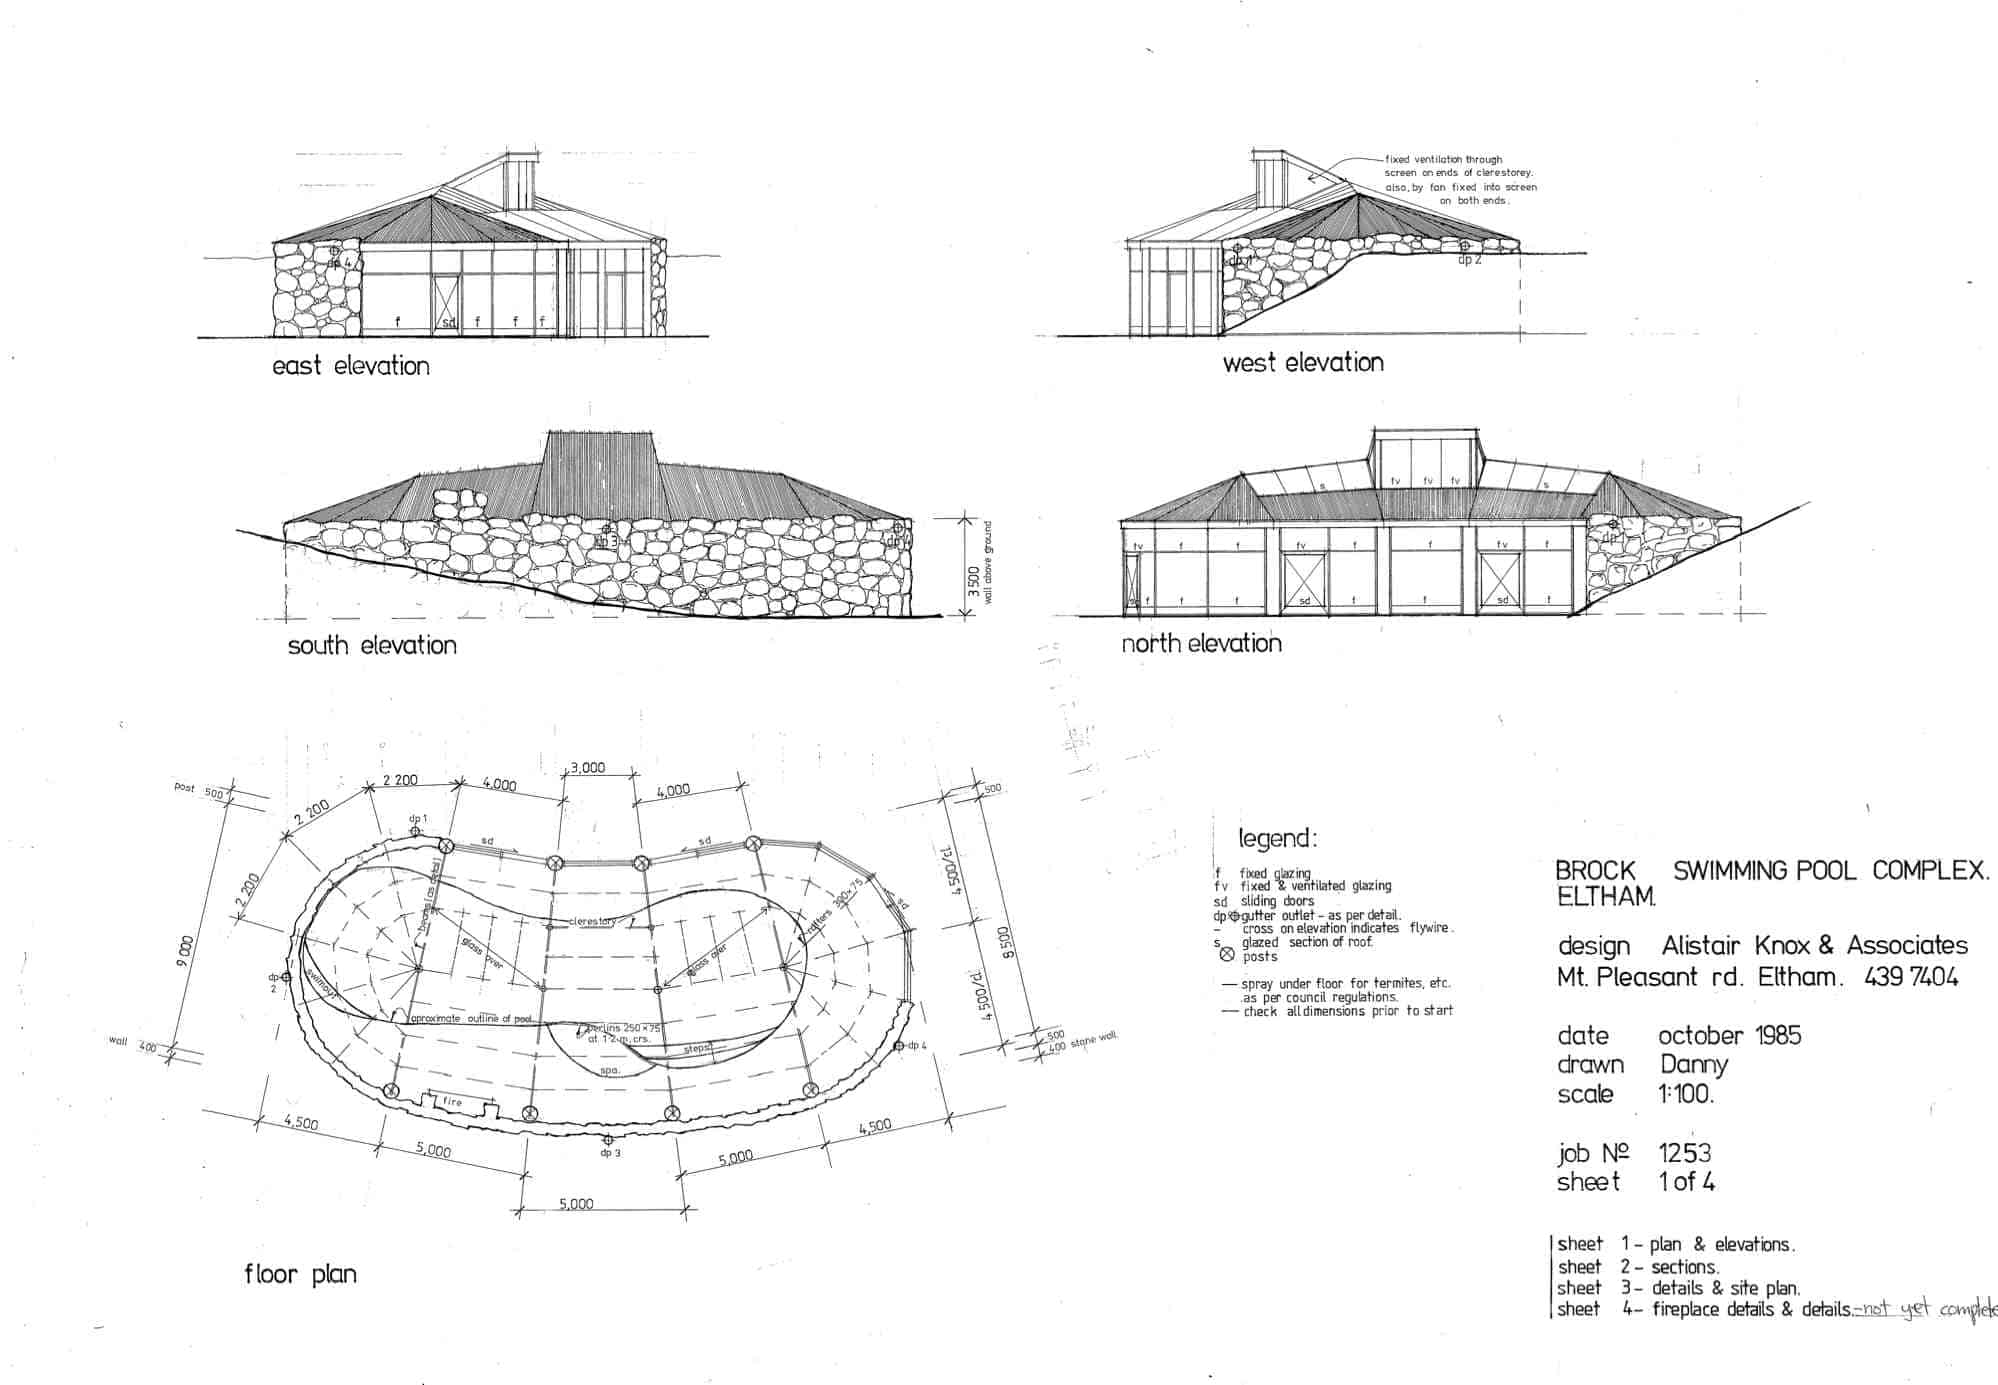 fixed ventilation through
screen on ends of clerestorey.
also, by fan fixed into screen
on both ends.
dp 4
f sd f f f
east elevation
dp 1
dp 2
west elevation
dp 3
dp 4
3500
wall above ground
south elevation
s fv fv fv s
fv f f fv f f fv f
dp 1
sd f f sd f f sd f
north elevation
3,000
2 200
4,000
4,000
post 500
2 200
500
dp 1
sd
sd
4 500/cl.
2 200
beams (as detail)
rafters 300x75
sd
clerestory
8500
9 000
glass over
glass over
dp 2
swimout
4 500/cl.
aproximate outline of pool
perlins 250x75
at 1·2 m. crs.
steps
wall 400
500
400 stone wall.
dp 4
spa.
fire
dp 3
4,500
5,000
5,000
4,500
5,000
floor plan
legend:
f fixed glazing
fv fixed & ventilated glazing
sd sliding doors
dp gutter outlet - as per detail.
- cross on elevation indicates flywire.
s glazed section of roof.
posts
— spray under floor for termites, etc.
as per council regulations.
— check all dimensions prior to start
BROCK SWIMMING POOL COMPLEX.
ELTHAM.
design Alistair Knox & Associates
Mt. Pleasant rd. Eltham. 439 7404
date october 1985
drawn Danny
scale 1:100.
job Nº 1253
sheet 1 of 4
sheet 1 - plan & elevations.
sheet 2 - sections.
sheet 3 - details & site plan.
sheet 4 - fireplace details & details. - not yet complete